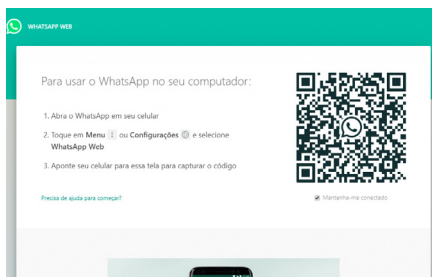 WHATSAPP WEB
Para usar o WhatsApp no seu computador:
1. Abra o WhatsApp em seu celular
2. Toque em Menu ou Configurações e selecione
WhatsApp Web
3. Aponte seu celular para essa tela para capturar o código
Precisa de ajuda para começar?
Mantenha-me conectado